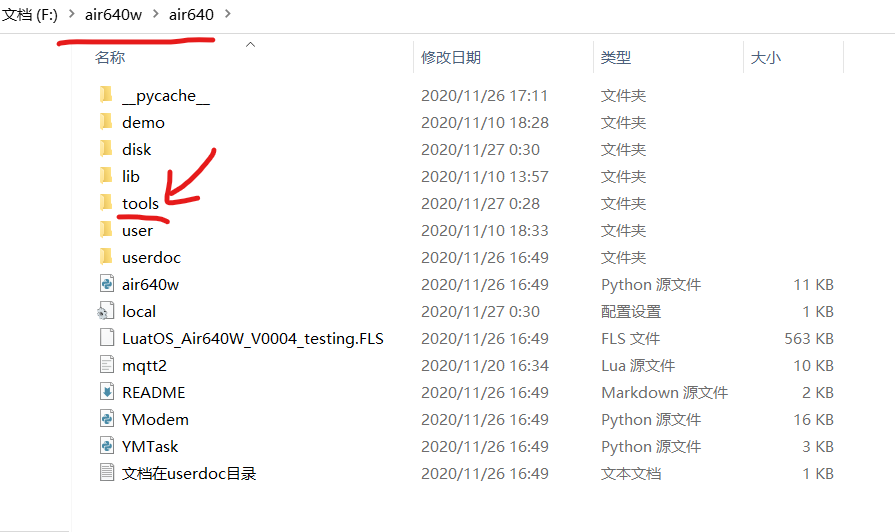 文档 (F:) > air640w > air640 >
名称 修改日期 类型 大小
__pycache__ 2020/11/26 17:11 文件夹
demo 2020/11/10 18:28 文件夹
disk 2020/11/27 0:30 文件夹
lib 2020/11/10 13:57 文件夹
tools 2020/11/27 0:28 文件夹
user 2020/11/10 18:33 文件夹
userdoc 2020/11/26 16:49 文件夹
air640w 2020/11/26 16:49 Python 源文件 11 KB
local 2020/11/27 0:30 配置设置 1 KB
LuatOS_Air640W_V0004_testing.FLS 2020/11/26 16:49 FLS 文件 563 KB
mqtt2 2020/11/20 16:34 Lua 源文件 10 KB
README 2020/11/26 16:49 Markdown 源文件 2 KB
YModem 2020/11/26 16:49 Python 源文件 16 KB
YMTask 2020/11/26 16:49 Python 源文件 3 KB
文档在userdoc目录 2020/11/26 16:49 文本文档 1 KB